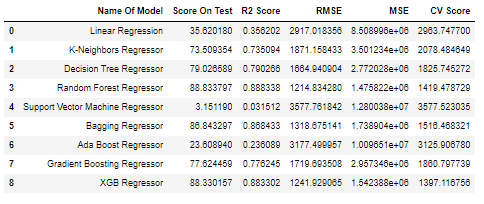 Name Of Model Score On Test R2 Score RMSE MSE CV Score
0 Linear Regression 35.620180 0.356202 2917.018356 8.508996e+06 2963.747700
1 K-Neighbors Regressor 73.509354 0.735094 1871.158433 3.501234e+06 2078.484649
2 Decision Tree Regressor 79.026589 0.790266 1664.940904 2.772028e+06 1825.745272
3 Random Forest Regressor 88.833797 0.888338 1214.834280 1.475822e+06 1419.478729
4 Support Vector Machine Regressor 3.151190 0.031512 3577.761842 1.280038e+07 3577.523035
5 Bagging Regressor 86.843297 0.868433 1318.675141 1.738904e+06 1516.468321
6 Ada Boost Regressor 23.608940 0.236089 3177.499957 1.009651e+07 3125.906780
7 Gradient Boosting Regressor 77.624459 0.776245 1719.693508 2.957346e+06 1860.797739
8 XGB Regressor 88.330157 0.883302 1241.929065 1.542388e+06 1397.116756